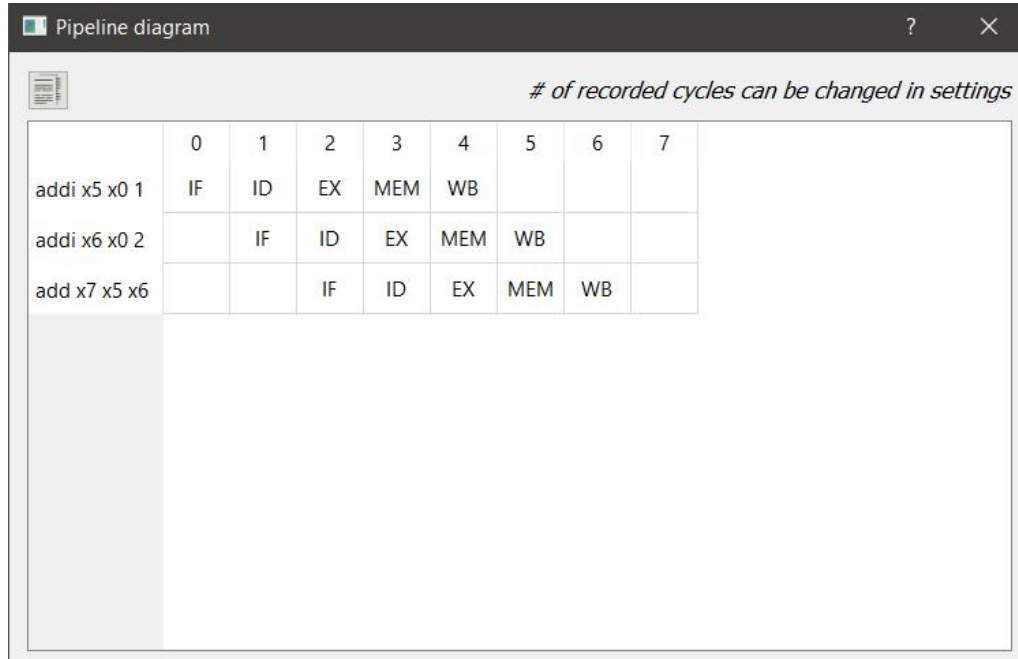 Pipeline diagram ? ×
# of recorded cycles can be changed in settings
0 1 2 3 4 5 6 7
addi x5 x0 1 IF ID EX MEM WB
addi x6 x0 2 IF ID EX MEM WB
add x7 x5 x6 IF ID EX MEM WB